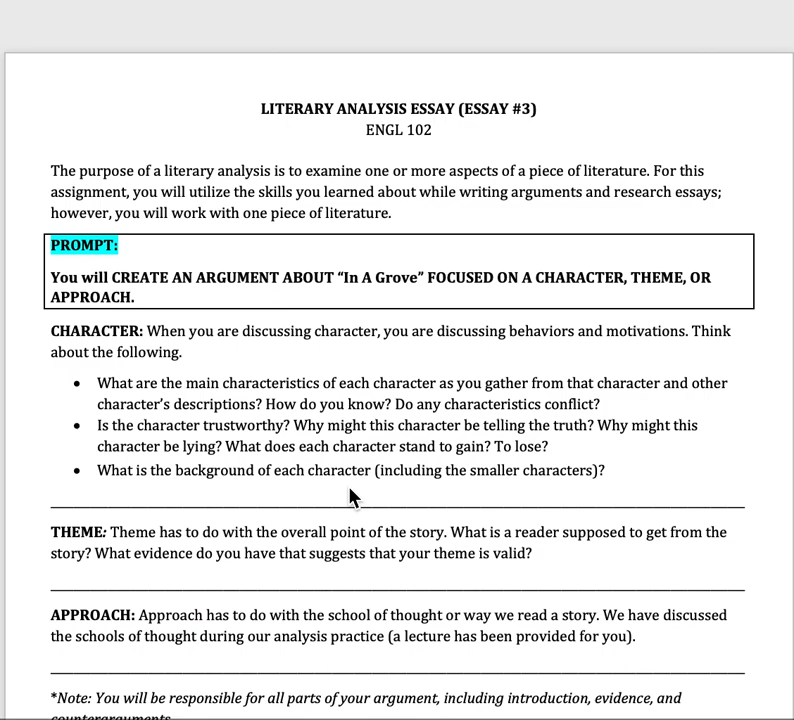 LITERARY ANALYSIS ESSAY (ESSAY #3)
ENGL 102
The purpose of a literary analysis is to examine one or more aspects of a piece of literature. For this
assignment, you will utilize the skills you learned about while writing arguments and research essays;
however, you will work with one piece of literature.
PROMPT:
You will CREATE AN ARGUMENT ABOUT “In A Grove” FOCUSED ON A CHARACTER, THEME, OR
APPROACH.
CHARACTER: When you are discussing character, you are discussing behaviors and motivations. Think
about the following.
• What are the main characteristics of each character as you gather from that character and other
character’s descriptions? How do you know? Do any characteristics conflict?
• Is the character trustworthy? Why might this character be telling the truth? Why might this
character be lying? What does each character stand to gain? To lose?
• What is the background of each character (including the smaller characters)?
THEME: Theme has to do with the overall point of the story. What is a reader supposed to get from the
story? What evidence do you have that suggests that your theme is valid?
APPROACH: Approach has to do with the school of thought or way we read a story. We have discussed
the schools of thought during our analysis practice (a lecture has been provided for you).
*Note: You will be responsible for all parts of your argument, including introduction, evidence, and
counterarguments.